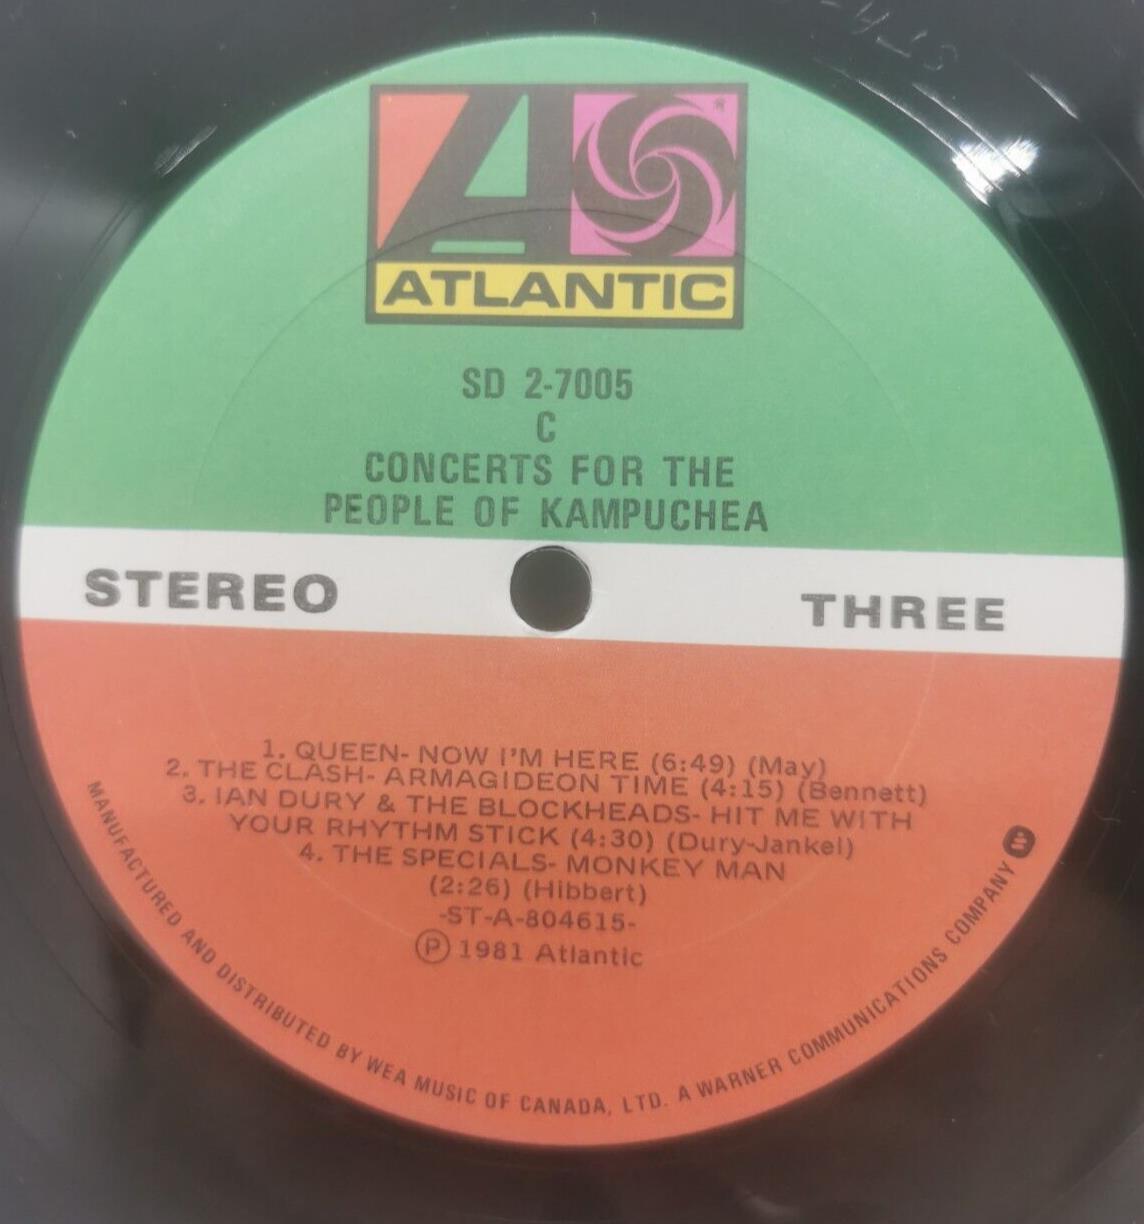 ATLANTIC
SD 2-7005
C
CONCERTS FOR THE
PEOPLE OF KAMPUCHEA
STEREO
THREE
1. QUEEN- NOW I'M HERE (6:49) (May)
2. THE CLASH- ARMAGIDEON TIME (4:15) (Bennett)
3. IAN DURY & THE BLOCKHEADS- HIT ME WITH
YOUR RHYTHM STICK (4:30) (Dury-Jankel)
4. THE SPECIALS- MONKEY MAN
(2:26) (Hibbert)
-ST-A-804615-
Ⓟ 1981 Atlantic
MANUFACTURED AND DISTRIBUTED BY WEA MUSIC OF CANADA, LTD. A WARNER COMMUNICATIONS COMPANY